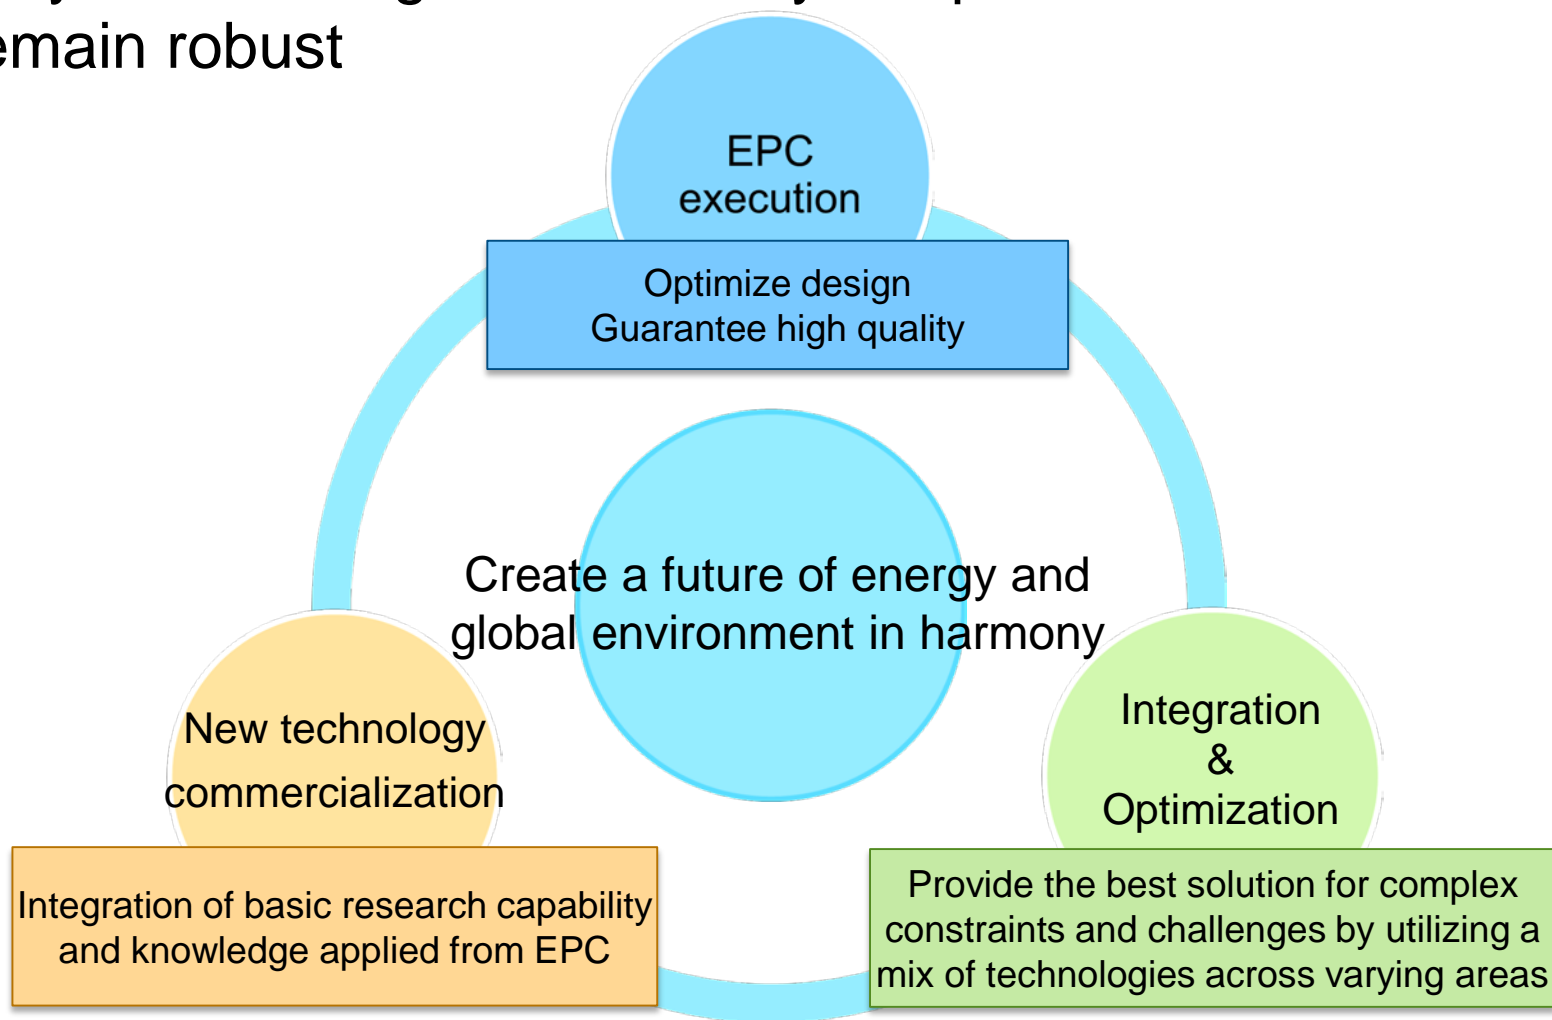 remain robust
EPC
execution
Optimize design
Guarantee high quality
Create a future of energy and
global environment in harmony
New technology
commercialization
Integration
&
Optimization
Integration of basic research capability
and knowledge applied from EPC
Provide the best solution for complex
constraints and challenges by utilizing a
mix of technologies across varying areas